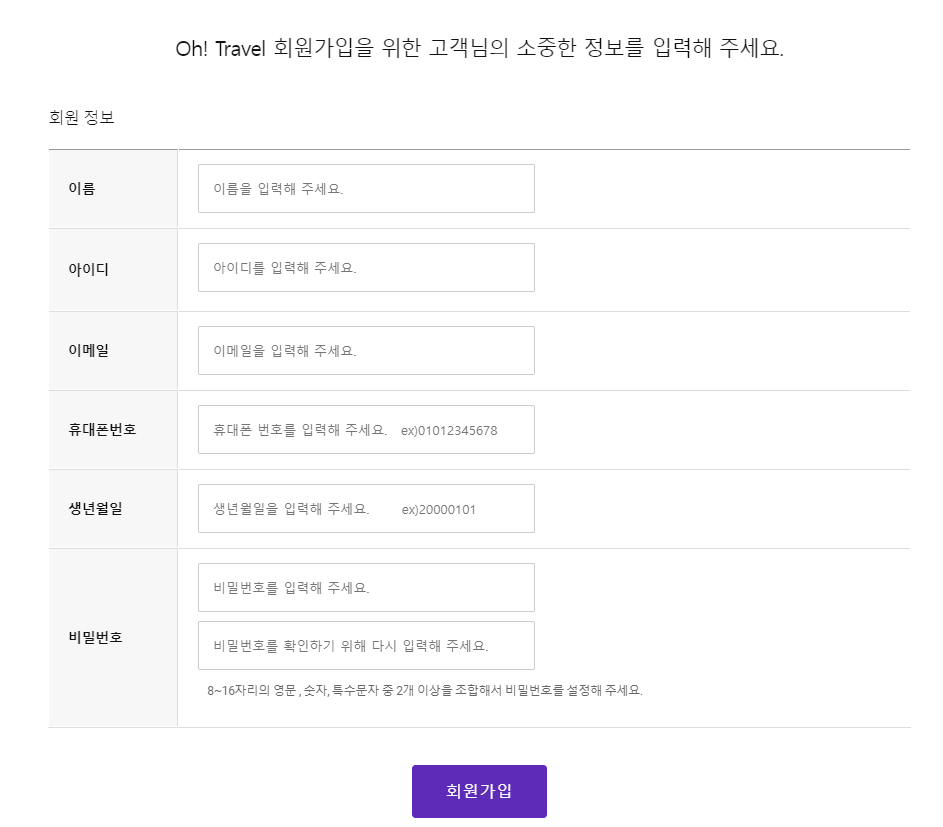 Oh! Travel 회원가입을 위한 고객님의 소중한 정보를 입력해 주세요.
회원 정보
이름
이름을 입력해 주세요.
아이디
아이디를 입력해 주세요.
이메일
이메일을 입력해 주세요.
휴대폰번호
휴대폰 번호를 입력해 주세요. ex)01012345678
생년월일
생년월일을 입력해 주세요. ex)20000101
비밀번호
비밀번호를 입력해 주세요.
비밀번호를 확인하기 위해 다시 입력해 주세요.
8~16자리의 영문 , 숫자, 특수문자 중 2개 이상을 조합해서 비밀번호를 설정해 주세요.
회원가입